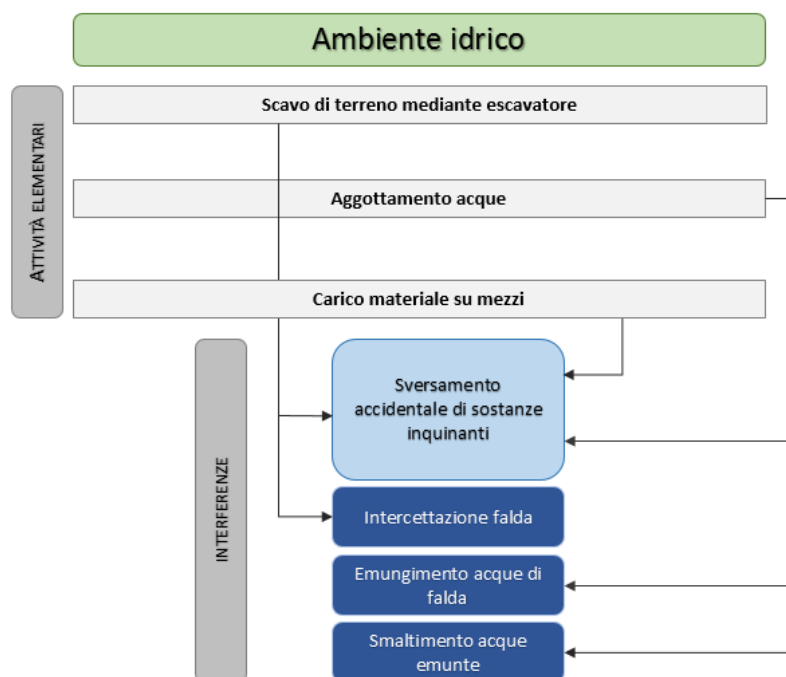 Ambiente idrico
ATTIVITÀ ELEMENTARI
Scavo di terreno mediante escavatore
Aggottamento acque
Carico materiale su mezzi
INTERFERENZE
Sversamento
accidentale di sostanze
inquinanti
Intercettazione falda
Emungimento acque di
falda
Smaltimento acque
emunte